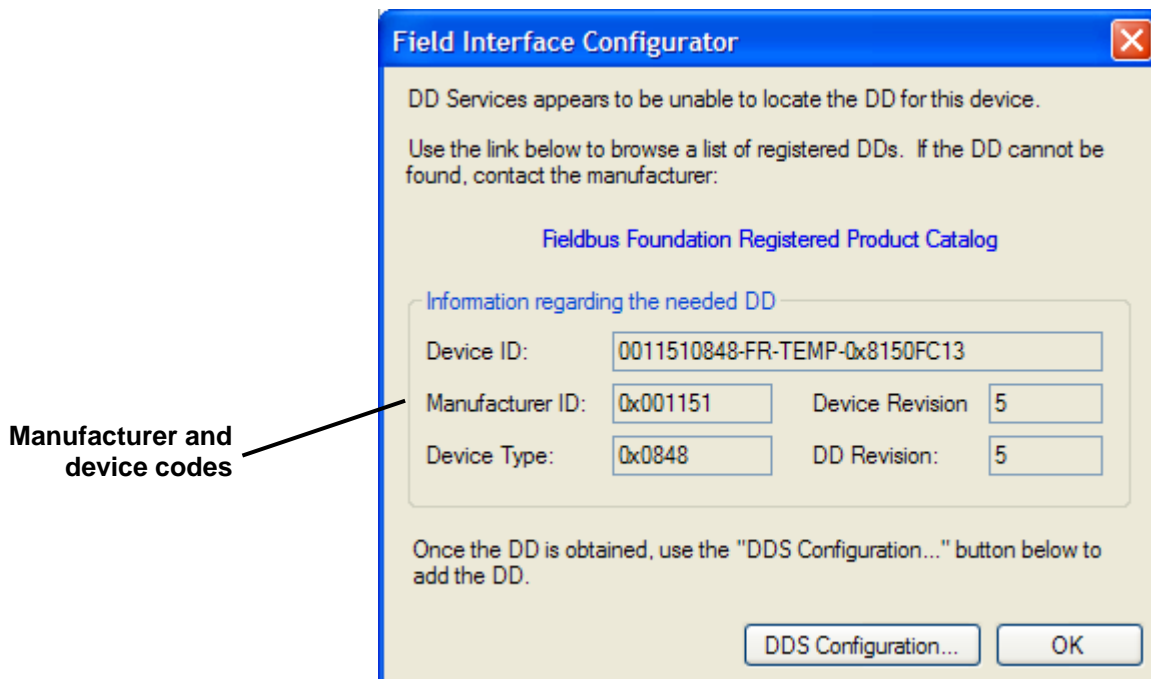 Field Interface Configurator
DD Services appears to be unable to locate the DD for this device.
Use the link below to browse a list of registered DDs. If the DD cannot be
found, contact the manufacturer:
Fieldbus Foundation Registered Product Catalog
Information regarding the needed DD
Device ID: 0011510848-FR-TEMP-0x8150FC13
Manufacturer ID: 0x001151 Device Revision 5
Device Type: 0x0848 DD Revision: 5
Manufacturer and
device codes
Once the DD is obtained, use the "DDS Configuration..." button below to
add the DD.
DDS Configuration... OK